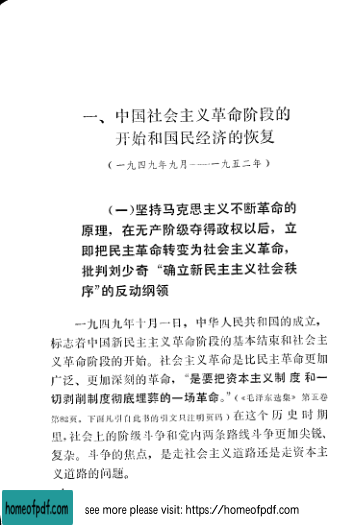 一、中国社会主义革命阶段的
开始和国民经济的恢复
（一九四九年九月——一九五二年）
（一）坚持马克思主义不断革命的
原理，在无产阶级夺得政权以后，立
即把民主革命转变为社会主义革命，
批判刘少奇“确立新民主主义社会秩
序”的反动纲领
一九四九年十月一日，中华人民共和国的成立，
标志着中国新民主主义革命阶段的基本结束和社会主
义革命阶段的开始。社会主义革命是比民主革命更加
广泛、更加深刻的革命，“是要把资本主义制度和一
切剥削制度彻底埋葬的一场革命。”（《毛泽东选集》第五卷
第 页，下面凡引自此书的引文只注明页码）在这个历史时期
里，社会上的阶级斗争和党内两条路线斗争更加尖锐、
复杂。斗争的焦点，是走社会主义道路还是走资本主
义道路的问题。
homeofpdf.com
see more please visit: https://homeofpdf.com